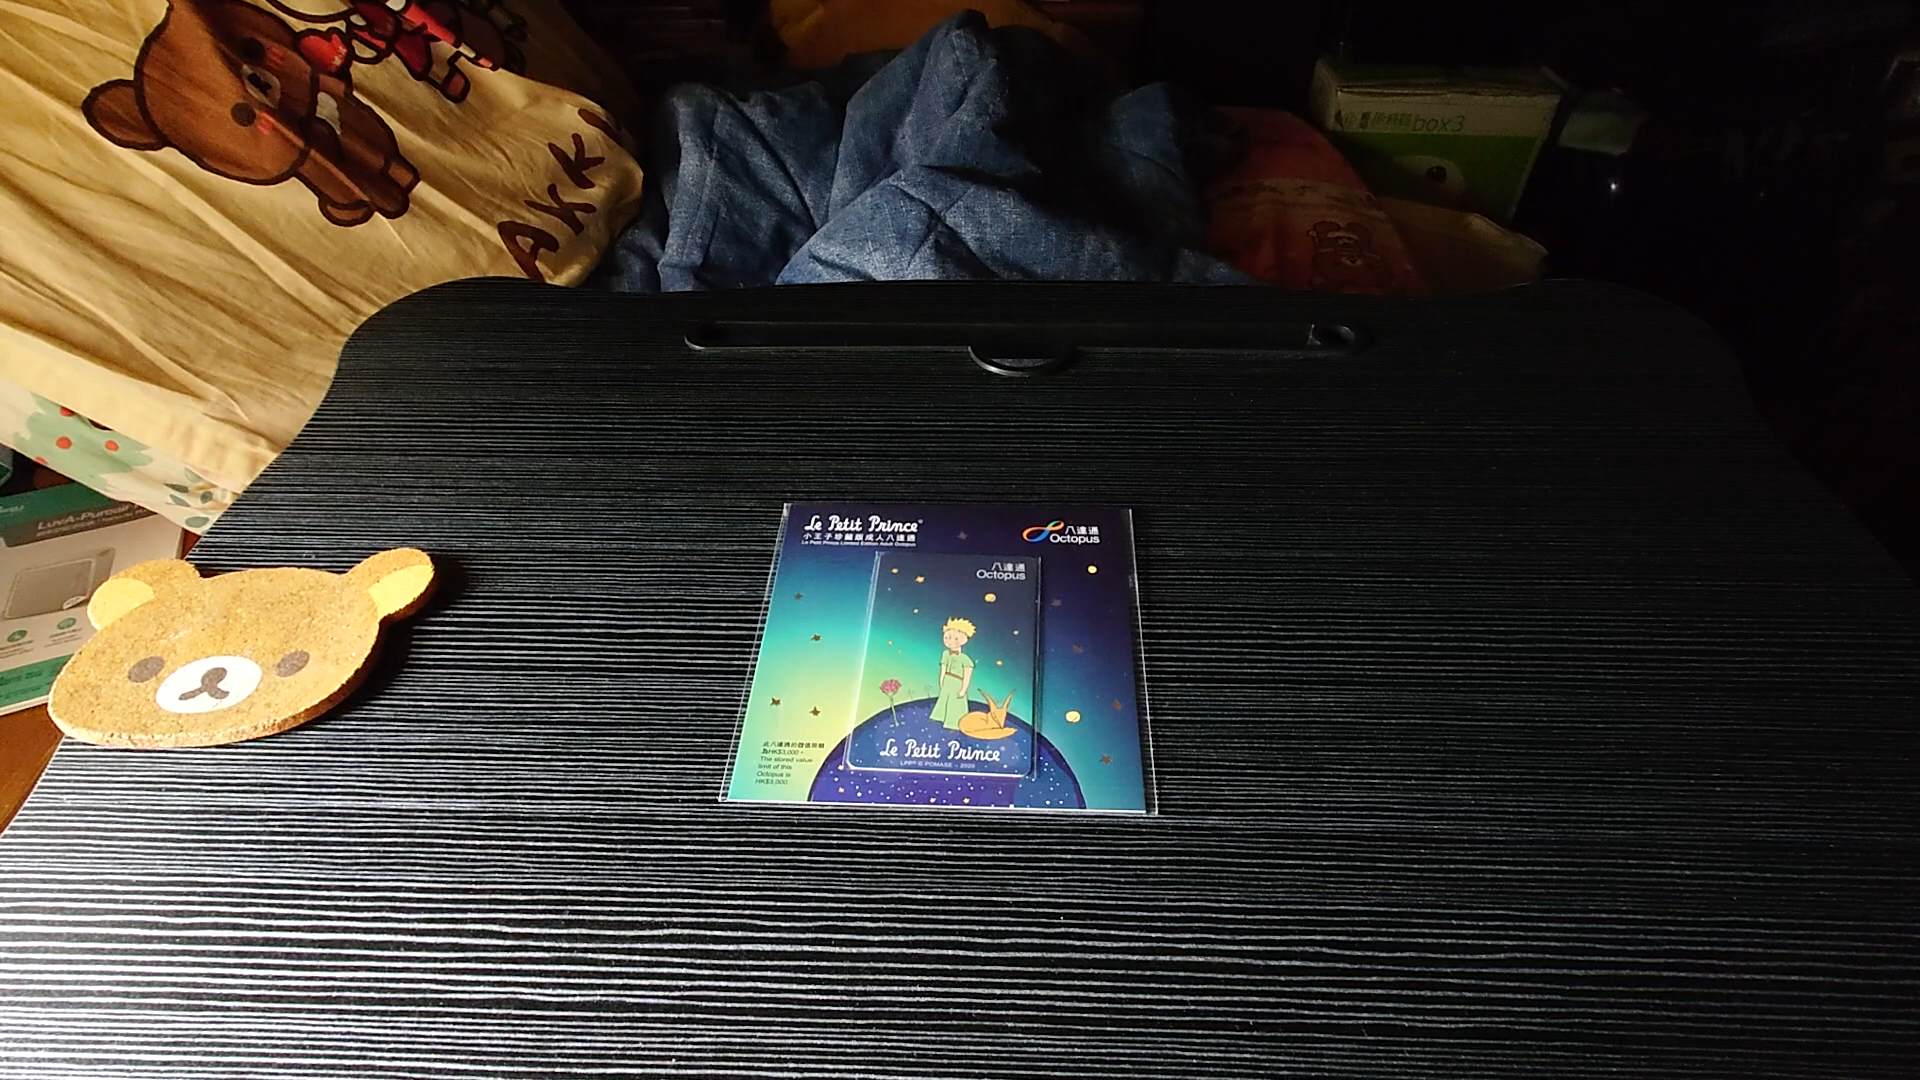 AKK
box3
LuvA-Pureair
Le Petit Prince®
小王子珍藏版成人八達通
Le Petit Prince Limited Edition Adult Octopus
八達通
Octopus
八達通
Octopus
此八達通的儲值限額
為HK$3,000。
The stored value
limit of this
Octopus is
HK$3,000.
Le Petit Prince®
LPP® © POMASE - 2020